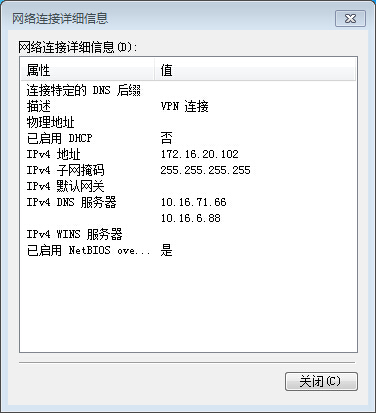 网络连接详细信息
网络连接详细信息(D):
属性 值
连接特定的 DNS 后缀
描述 VPN 连接
物理地址
已启用 DHCP 否
IPv4 地址 172.16.20.102
IPv4 子网掩码 255.255.255.255
IPv4 默认网关
IPv4 DNS 服务器 10.16.71.66
10.16.6.88
IPv4 WINS 服务器
已启用 NetBIOS ove... 是
关闭(C)